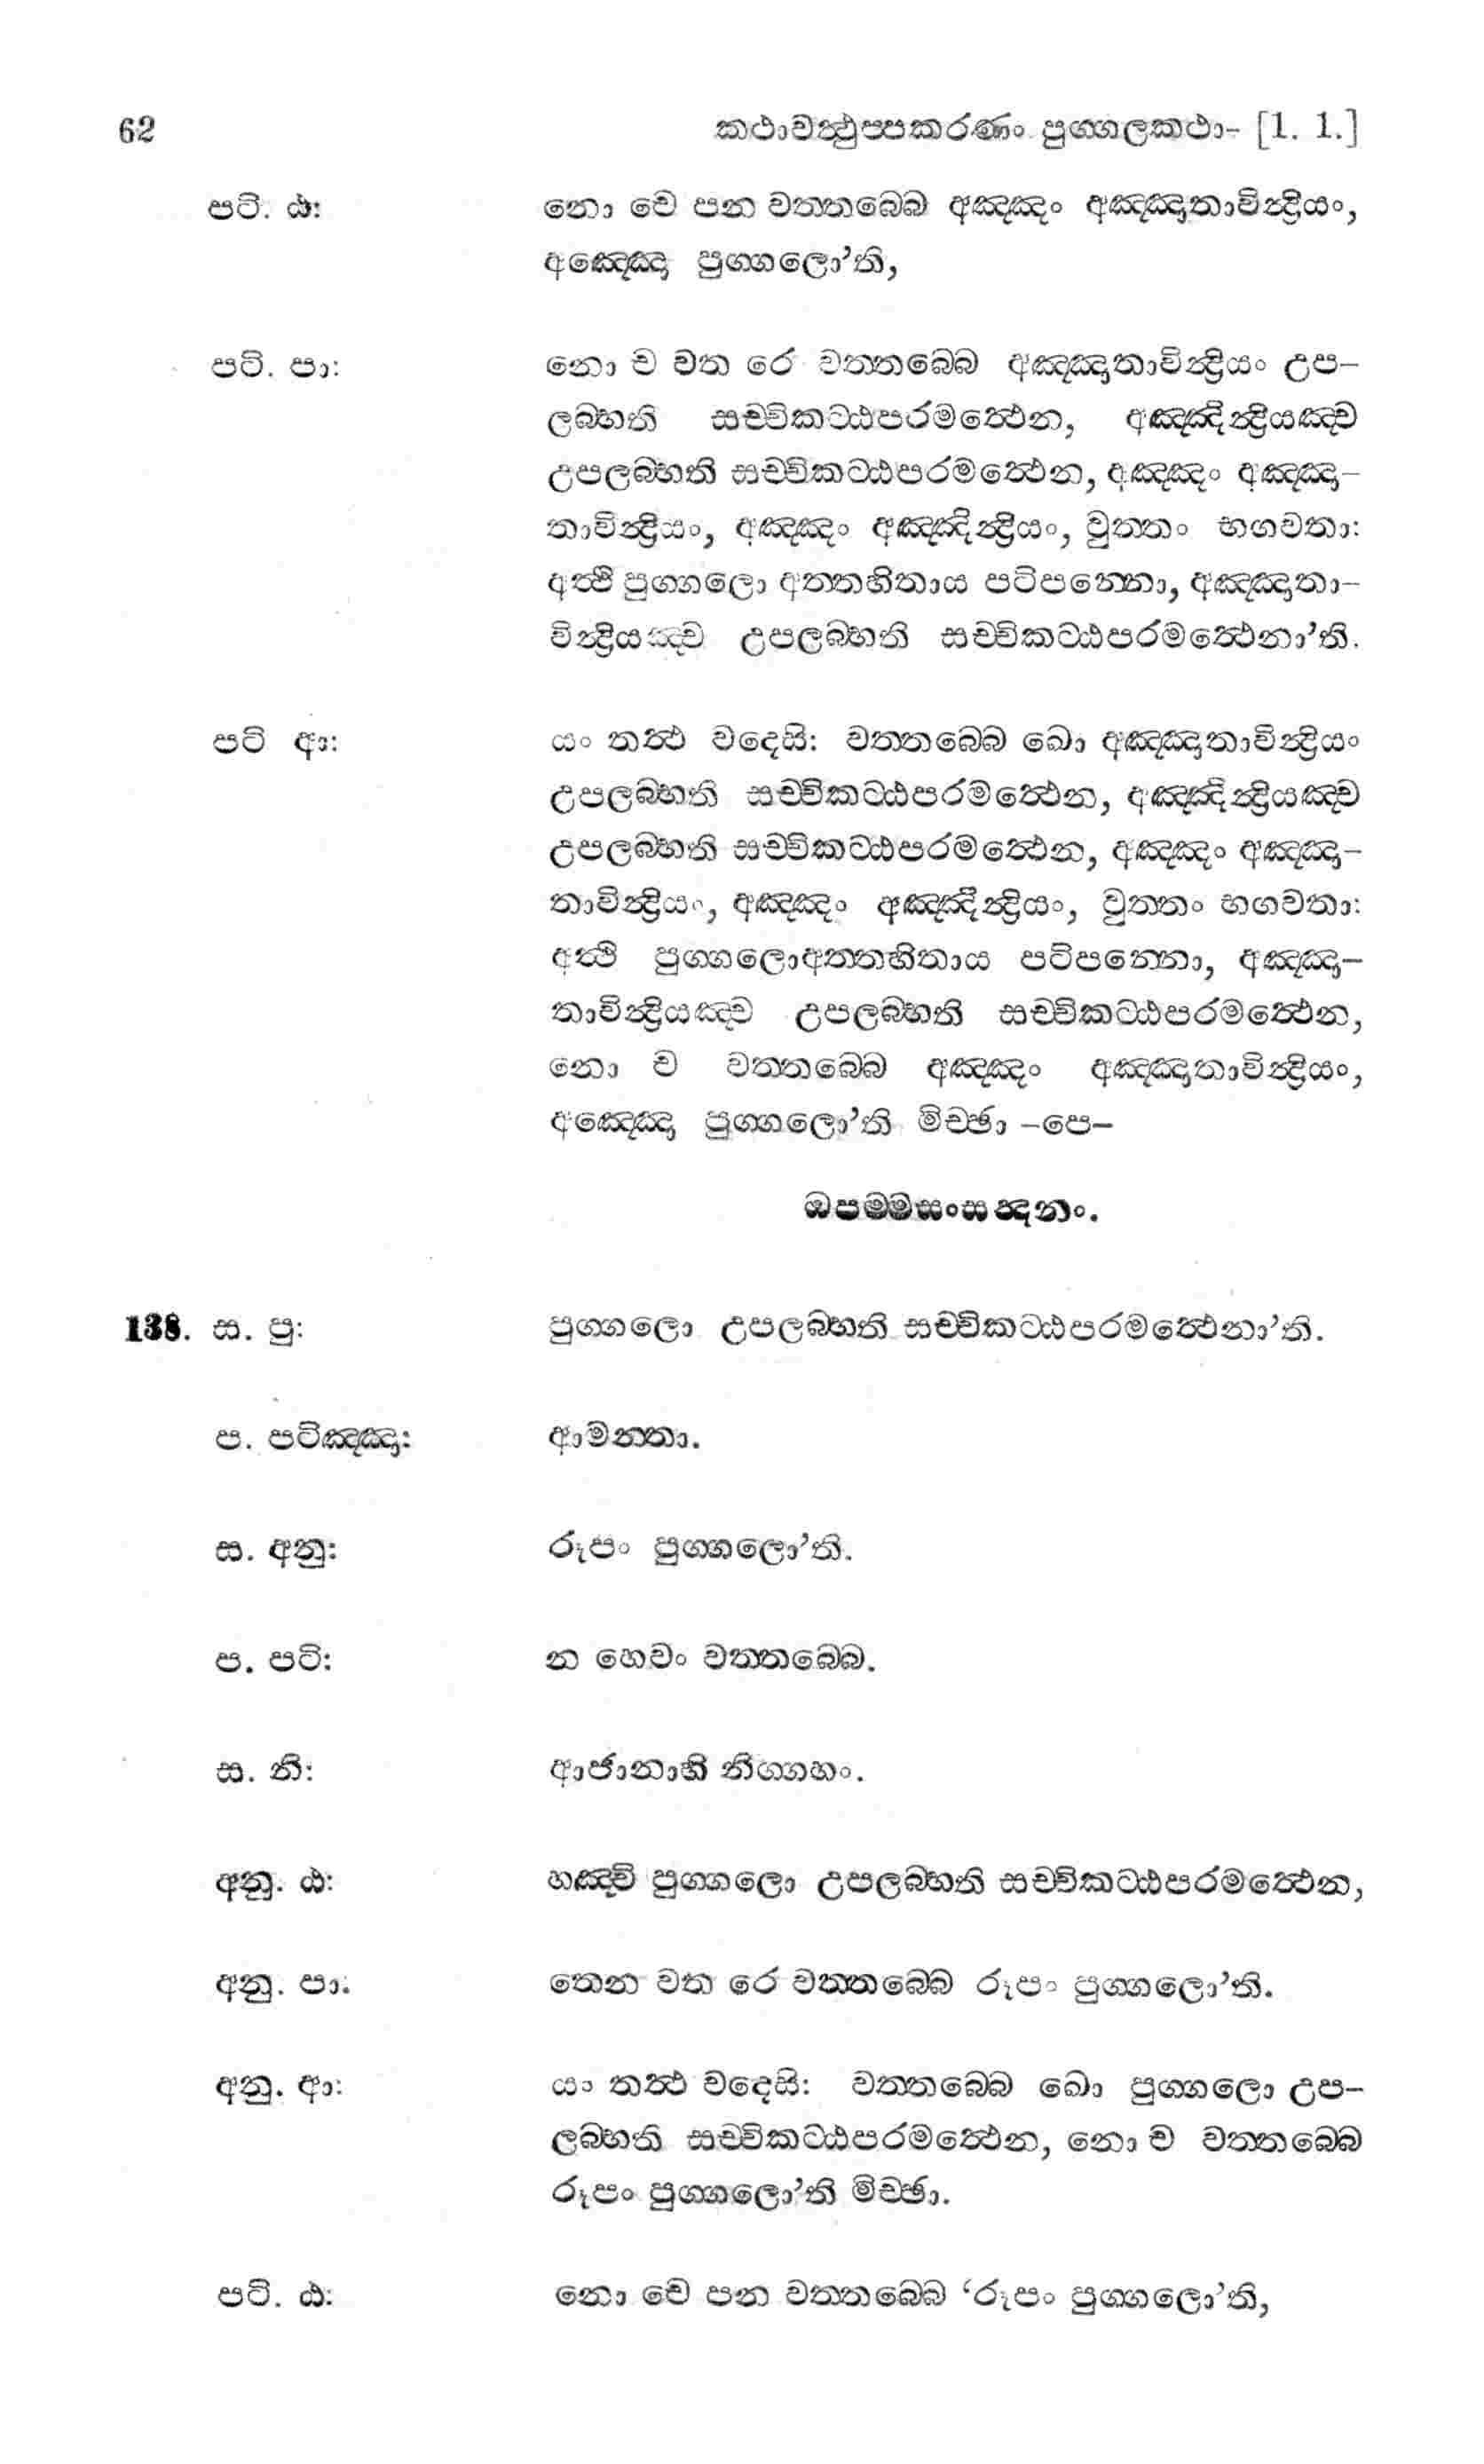 62 කථාවත්‍ථුප්පකරණං පුග්ගලකථා- [1. 1.]
පටි. ඨ: නො චෙ පන වත්තබ්බෙ අඤ්ඤං අඤ්ඤාතාවින්‍ද්‍රියං,
අඤ්ඤො පුග්ගලො’ති,
පටි. පා: නො ච වත රෙ වත්තබ්බෙ අඤ්ඤාතාවින්‍ද්‍රියං උප-
ලබ්භති සච්චිකට්ඨපරමත්‍ථෙන, අඤ්ඤින්‍ද්‍රියඤ්ච
උපලබ්භති සච්චිකට්ඨපරමත්‍ථෙන, අඤ්ඤං අඤ්ඤා-
තාවින්‍ද්‍රියං, අඤ්ඤං අඤ්ඤින්‍ද්‍රියං, වුත්තං භගවතා:
අත්‍ථි පුග්ගලො අත්තහිතාය පටිපන්නො, අඤ්ඤාතා-
වින්‍ද්‍රියඤ්ච උපලබ්භති සච්චිකට්ඨපරමත්‍ථෙනා’ති.
පටි ආ: යං තත්‍ථ වදෙසි: වත්තබ්බෙ ඛො අඤ්ඤාතාවින්‍ද්‍රියං
උපලබ්භති සච්චිකට්ඨපරමත්‍ථෙන, අඤ්ඤින්‍ද්‍රියඤ්ච
උපලබ්භති සච්චිකට්ඨපරමත්‍ථෙන, අඤ්ඤං අඤ්ඤා-
තාවින්‍ද්‍රියං, අඤ්ඤං අඤ්ඤින්‍ද්‍රියං, වුත්තං භගවතා:
අත්‍ථි පුග්ගලොඅත්තහිතාය පටිපන්නො, අඤ්ඤා-
තාවින්‍ද්‍රියඤ්ච උපලබ්භති සච්චිකට්ඨපරමත්‍ථෙන,
නො ච වත්තබ්බෙ අඤ්ඤං අඤ්ඤාතාවින්‍ද්‍රියං,
අඤ්ඤො පුග්ගලො’ති මිච්ඡා -පෙ-
ඔපම්මසංසන්‍දනං.
138. ස. පු: පුග්ගලො උපලබ්භති සච්චිකට්ඨපරමත්‍ථෙනා’ති.
ප. පටිඤ්ඤා: ආමන්තා.
ස. අනු: රූපං පුග්ගලො’ති.
ප. පටි: න හෙවං වත්තබ්බෙ.
ස. නි: ආජානාහි නිග්ගහං.
අනු. ඨ: හඤ්චි පුග්ගලො උපලබ්භති සච්චිකට්ඨපරමත්‍ථෙන,
අනු. පා: තෙන වත රෙ වත්තබ්බෙ රූපං පුග්ගලො’ති.
අනු. ආ: යං තත්‍ථ වදෙසි: වත්තබ්බෙ ඛො පුග්ගලො උප-
ලබ්භති සච්චිකට්ඨපරමත්‍ථෙන, නො ච වත්තබ්බෙ
රූපං පුග්ගලො’ති මිච්ඡා.
පටි. ඨ: නො චෙ පන වත්තබ්බෙ ‘රූපං පුග්ගලො’ති,